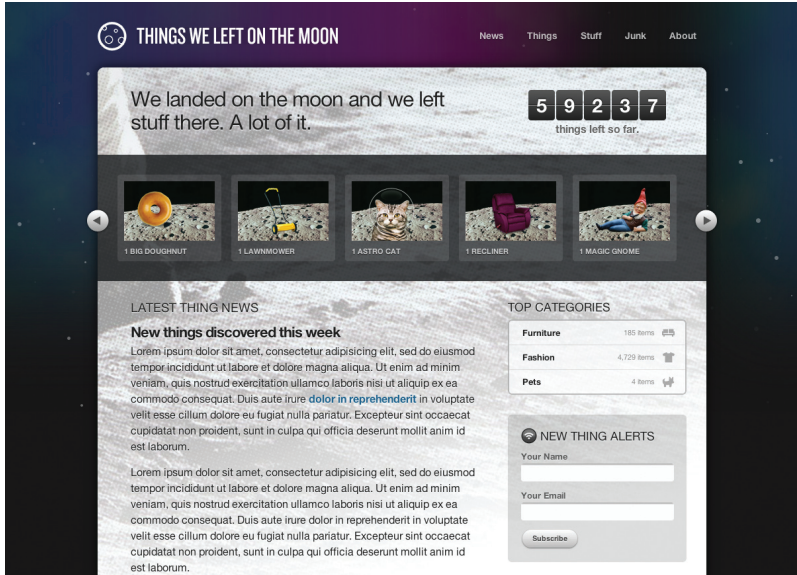 THINGS WE LEFT ON THE MOON
News Things Stuff Junk About
We landed on the moon and we left
stuff there. A lot of it.
5 9 2 3 7
things left so far.
1 BIG DOUGHNUT
1 LAWNMOWER
1 ASTRO CAT
1 RECLINER
1 MAGIC GNOME
LATEST THING NEWS
New things discovered this week
Lorem ipsum dolor sit amet, consectetur adipisicing elit, sed do eiusmod
tempor incididunt ut labore et dolore magna aliqua. Ut enim ad minim
veniam, quis nostrud exercitation ullamco laboris nisi ut aliquip ex ea
commodo consequat. Duis aute irure dolor in reprehenderit in voluptate
velit esse cillum dolore eu fugiat nulla pariatur. Excepteur sint occaecat
cupidatat non proident, sunt in culpa qui officia deserunt mollit anim id
est laborum.
Lorem ipsum dolor sit amet, consectetur adipisicing elit, sed do eiusmod
tempor incididunt ut labore et dolore magna aliqua. Ut enim ad minim
veniam, quis nostrud exercitation ullamco laboris nisi ut aliquip ex ea
commodo consequat. Duis aute irure dolor in reprehenderit in voluptate
velit esse cillum dolore eu fugiat nulla pariatur. Excepteur sint occaecat
cupidatat non proident, sunt in culpa qui officia deserunt mollit anim id
est laborum.
TOP CATEGORIES
Furniture 185 items
Fashion 4,729 items
Pets 4 items
NEW THING ALERTS
Your Name
Your Email
Subscribe